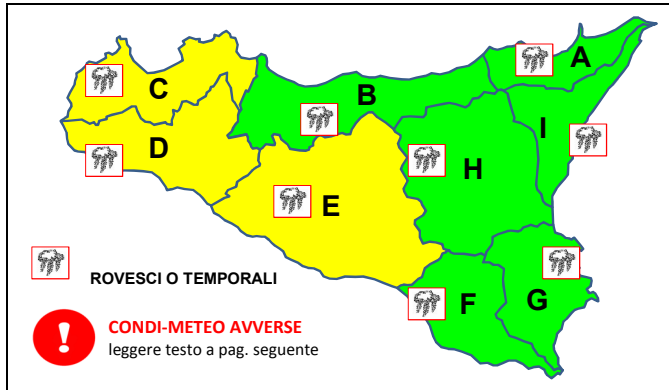 A
B
C
I
D
H
E
ROVESCI O TEMPORALI
F
G
!
CONDI-METEO AVVERSE
leggere testo a pag. seguente